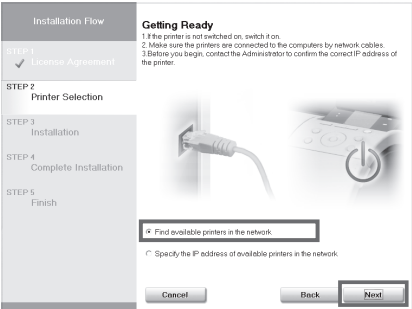 Installation Flow
STEP 1
License Agreement
STEP 2
Printer Selection
STEP 3
Installation
STEP 4
Complete Installation
STEP 5
Finish
Getting Ready
1.If the printer is not switched on, switch it on.
2. Make sure the printers are connected to the computers by network cables.
3.Before you begin, contact the Administrator to confirm the correct IP address of
the printer.
Find available printers in the network
Specify the IP address of available printers in the network
Cancel
Back
Next